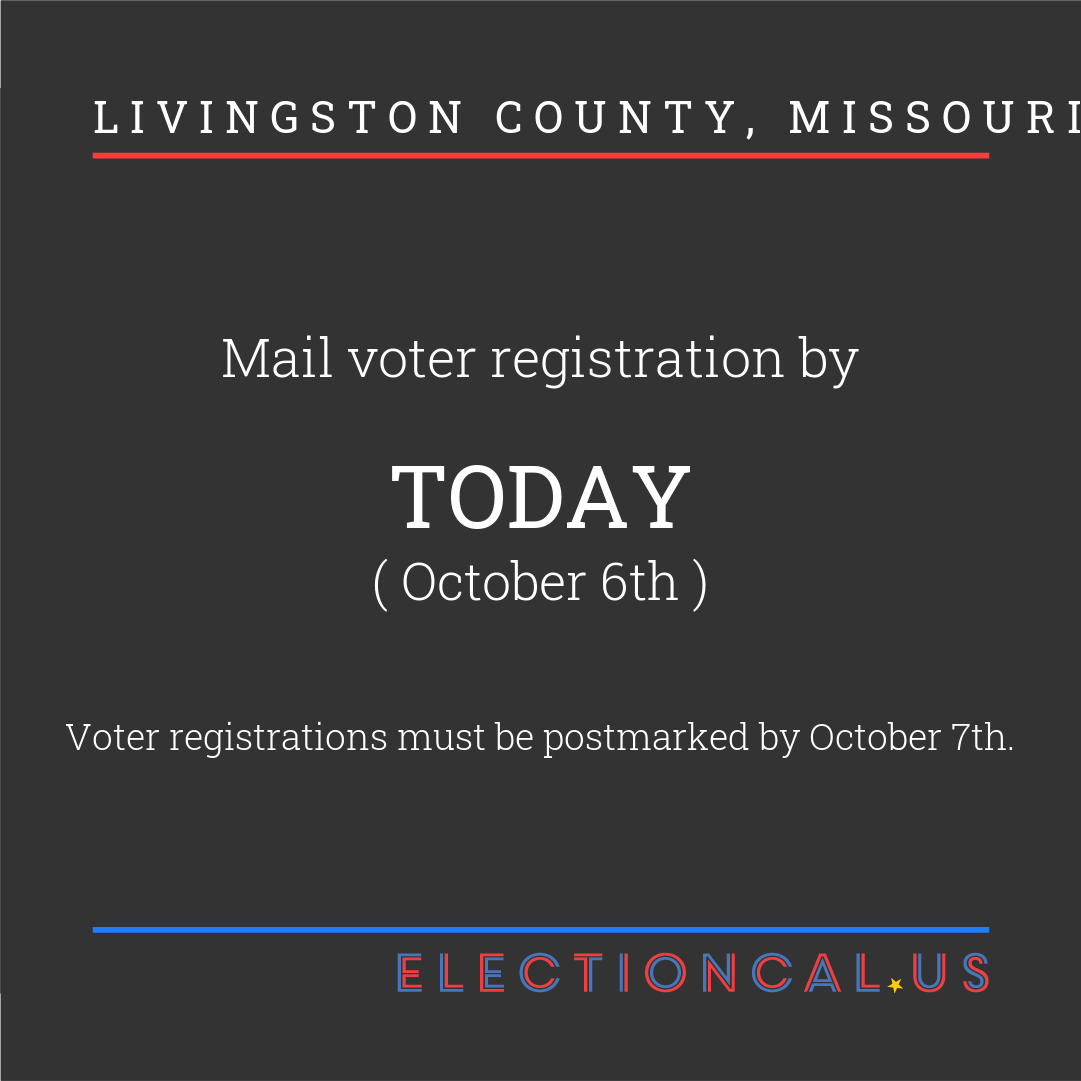 LIVINGSTON COUNTY, MISSOURI
Mail voter registration by
TODAY
( October 6th )
Voter registrations must be postmarked by October 7th.
ELECTIONCAL.US